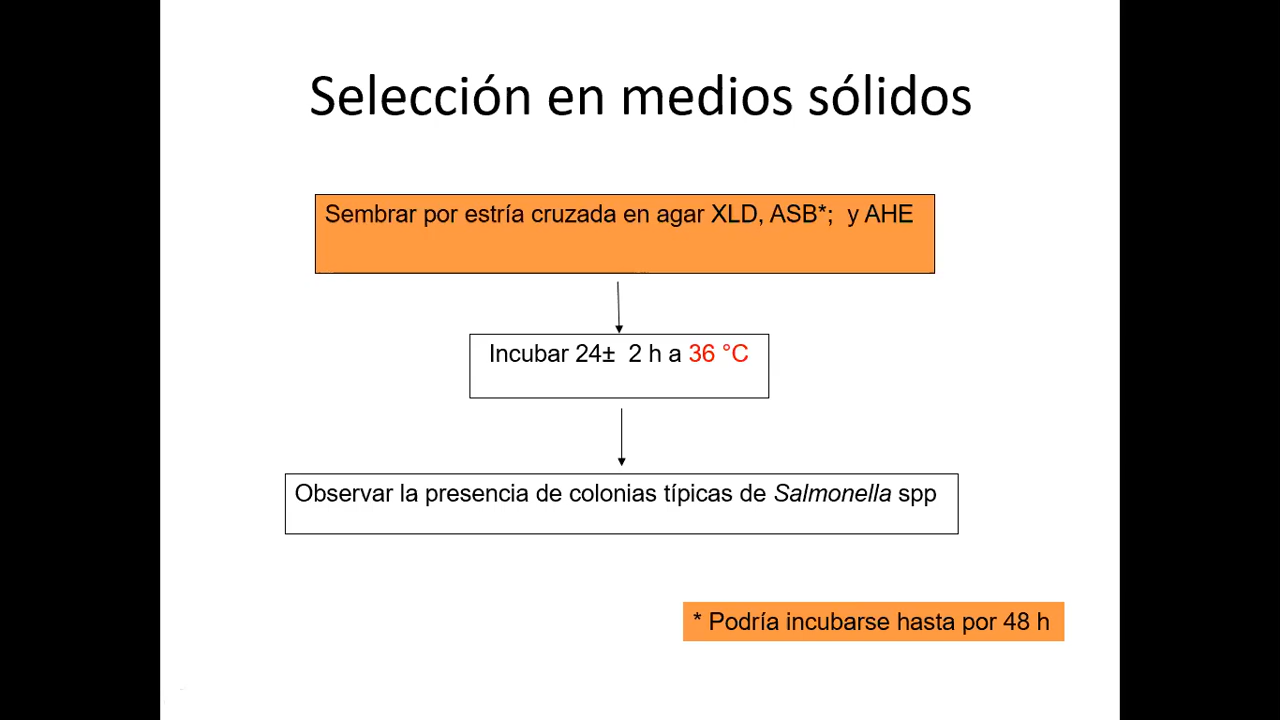 Selección en medios sólidos
Sembrar por estría cruzada en agar XLD, ASB*; y AHE
Incubar 24± 2 h a 36 °C
Observar la presencia de colonias típicas de Salmonella spp
* Podría incubarse hasta por 48 h